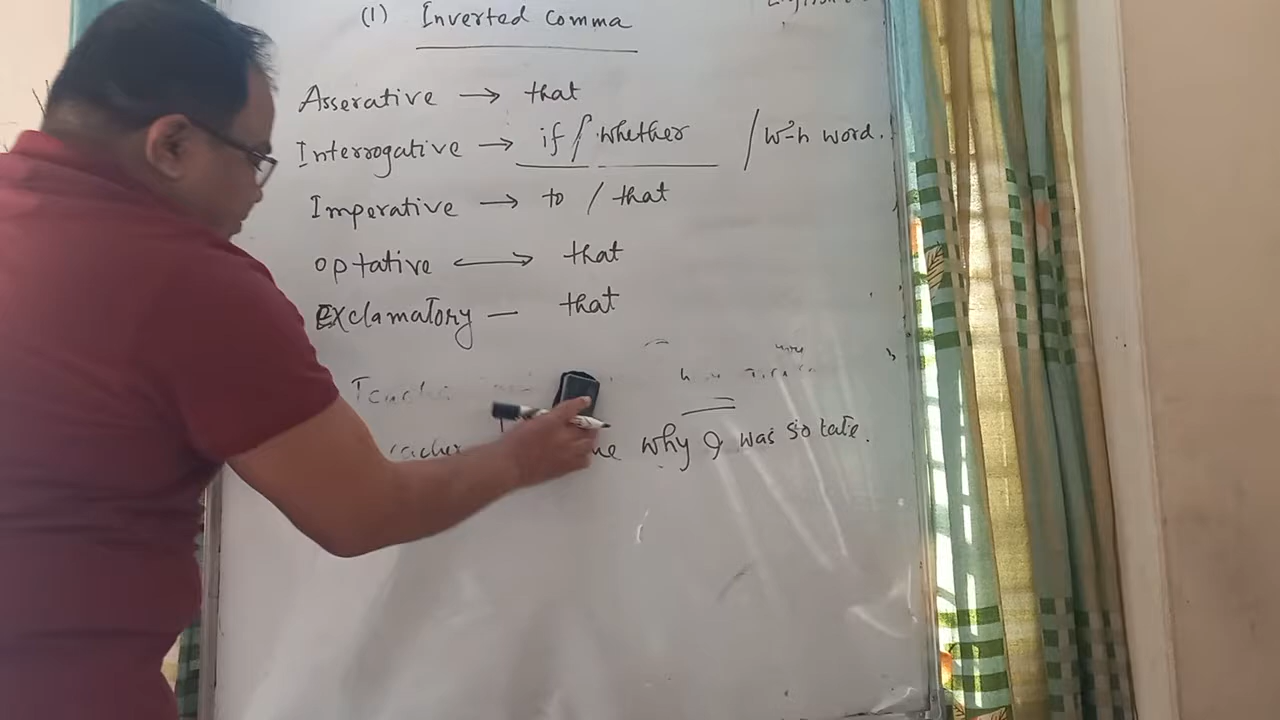 (1) Inverted comma
Asserative → that
Interrogative → if / whether / w-h word.
Imperative → to / that
optative ⟷ that
Exclamatory — that
why I was so late.